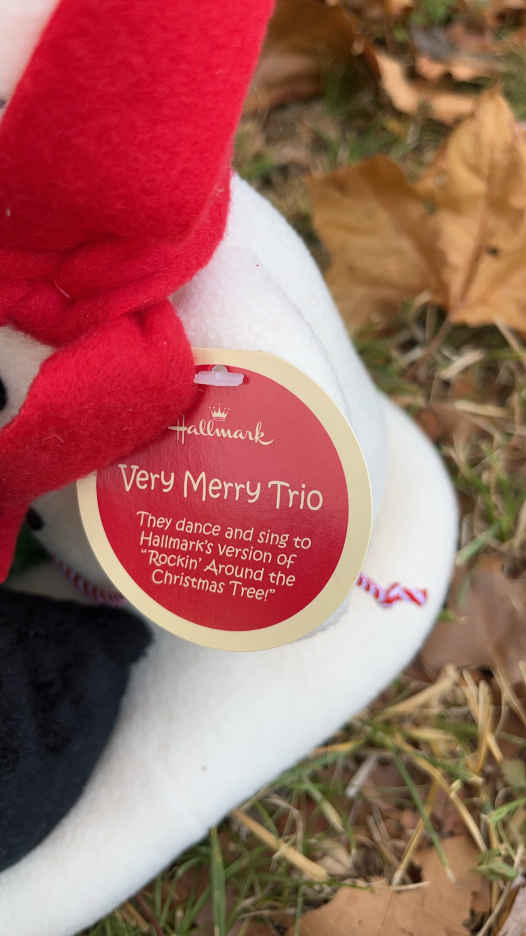 Hallmark
Very Merry Trio
They dance and sing to
Hallmark's version of
"Rockin' Around the
Christmas Tree!"